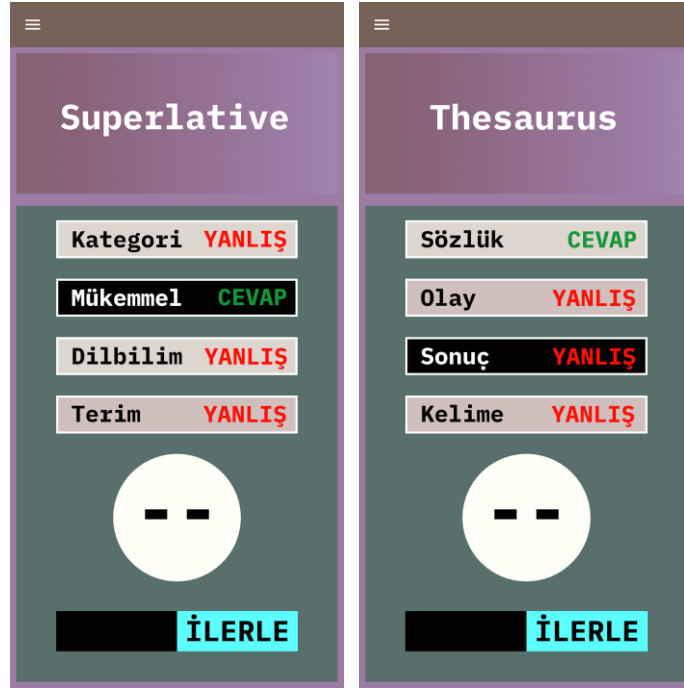 Superlative
Kategori YANLIŞ
Mükemmel CEVAP
Dilbilim YANLIŞ
Terim YANLIŞ
--
İLERLE
Thesaurus
Sözlük CEVAP
Olay YANLIŞ
Sonuç YANLIŞ
Kelime YANLIŞ
--
İLERLE